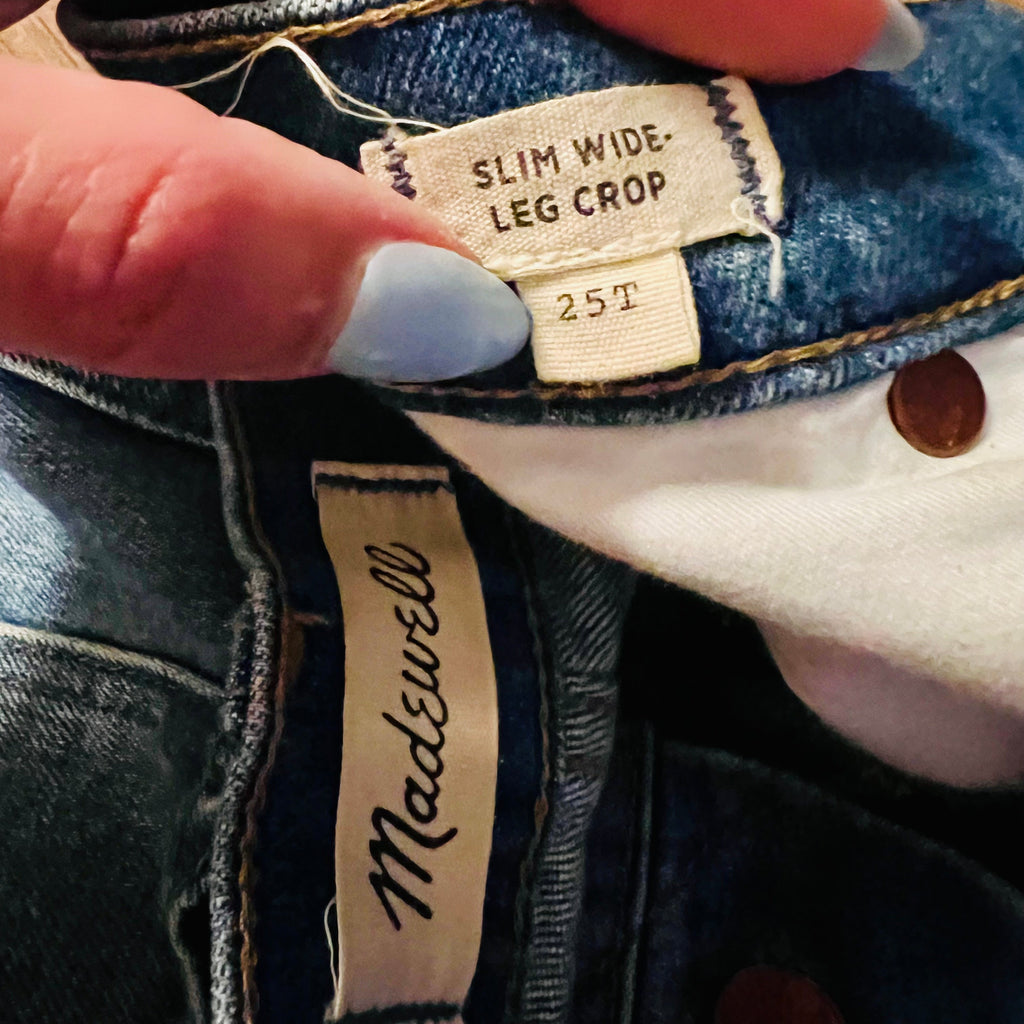 SLIM WIDE-
LEG CROP
25T
Madewell